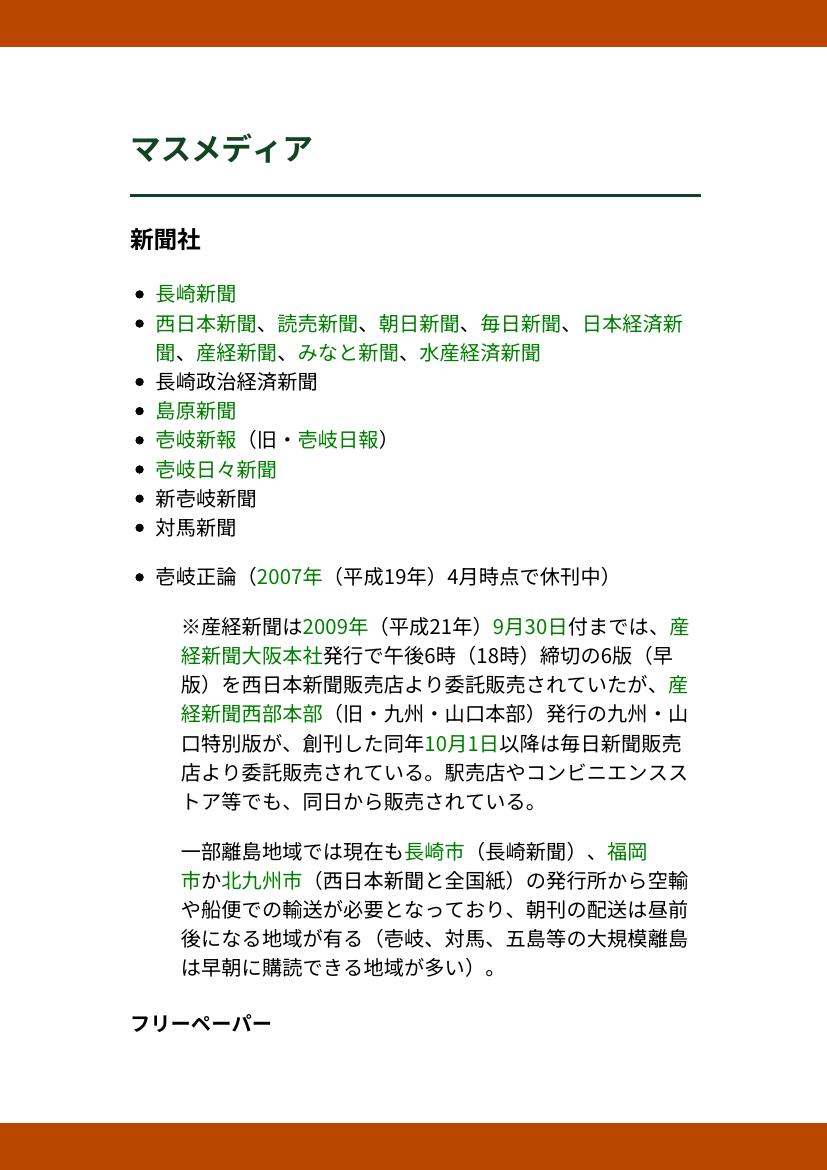 マスメディア
新聞社
• 長崎新聞
• 西日本新聞、読売新聞、朝日新聞、毎日新聞、日本経済新
聞、産経新聞、みなと新聞、水産経済新聞
• 長崎政治経済新聞
• 島原新聞
• 壱岐新報（旧・壱岐日報）
• 壱岐日々新聞
• 新壱岐新聞
• 対馬新聞
• 壱岐正論（2007年（平成19年）4月時点で休刊中）
※産経新聞は2009年（平成21年）9月30日付までは、産
経新聞大阪本社発行で午後6時（18時）締切の6版（早
版）を西日本新聞販売店より委託販売されていたが、産
経新聞西部本部（旧・九州・山口本部）発行の九州・山
口特別版が、創刊した同年10月1日以降は毎日新聞販売
店より委託販売されている。駅売店やコンビニエンスス
トア等でも、同日から販売されている。
一部離島地域では現在も長崎市（長崎新聞）、福岡
市か北九州市（西日本新聞と全国紙）の発行所から空輸
や船便での輸送が必要となっており、朝刊の配送は昼前
後になる地域が有る（壱岐、対馬、五島等の大規模離島
は早朝に購読できる地域が多い）。
フリーペーパー